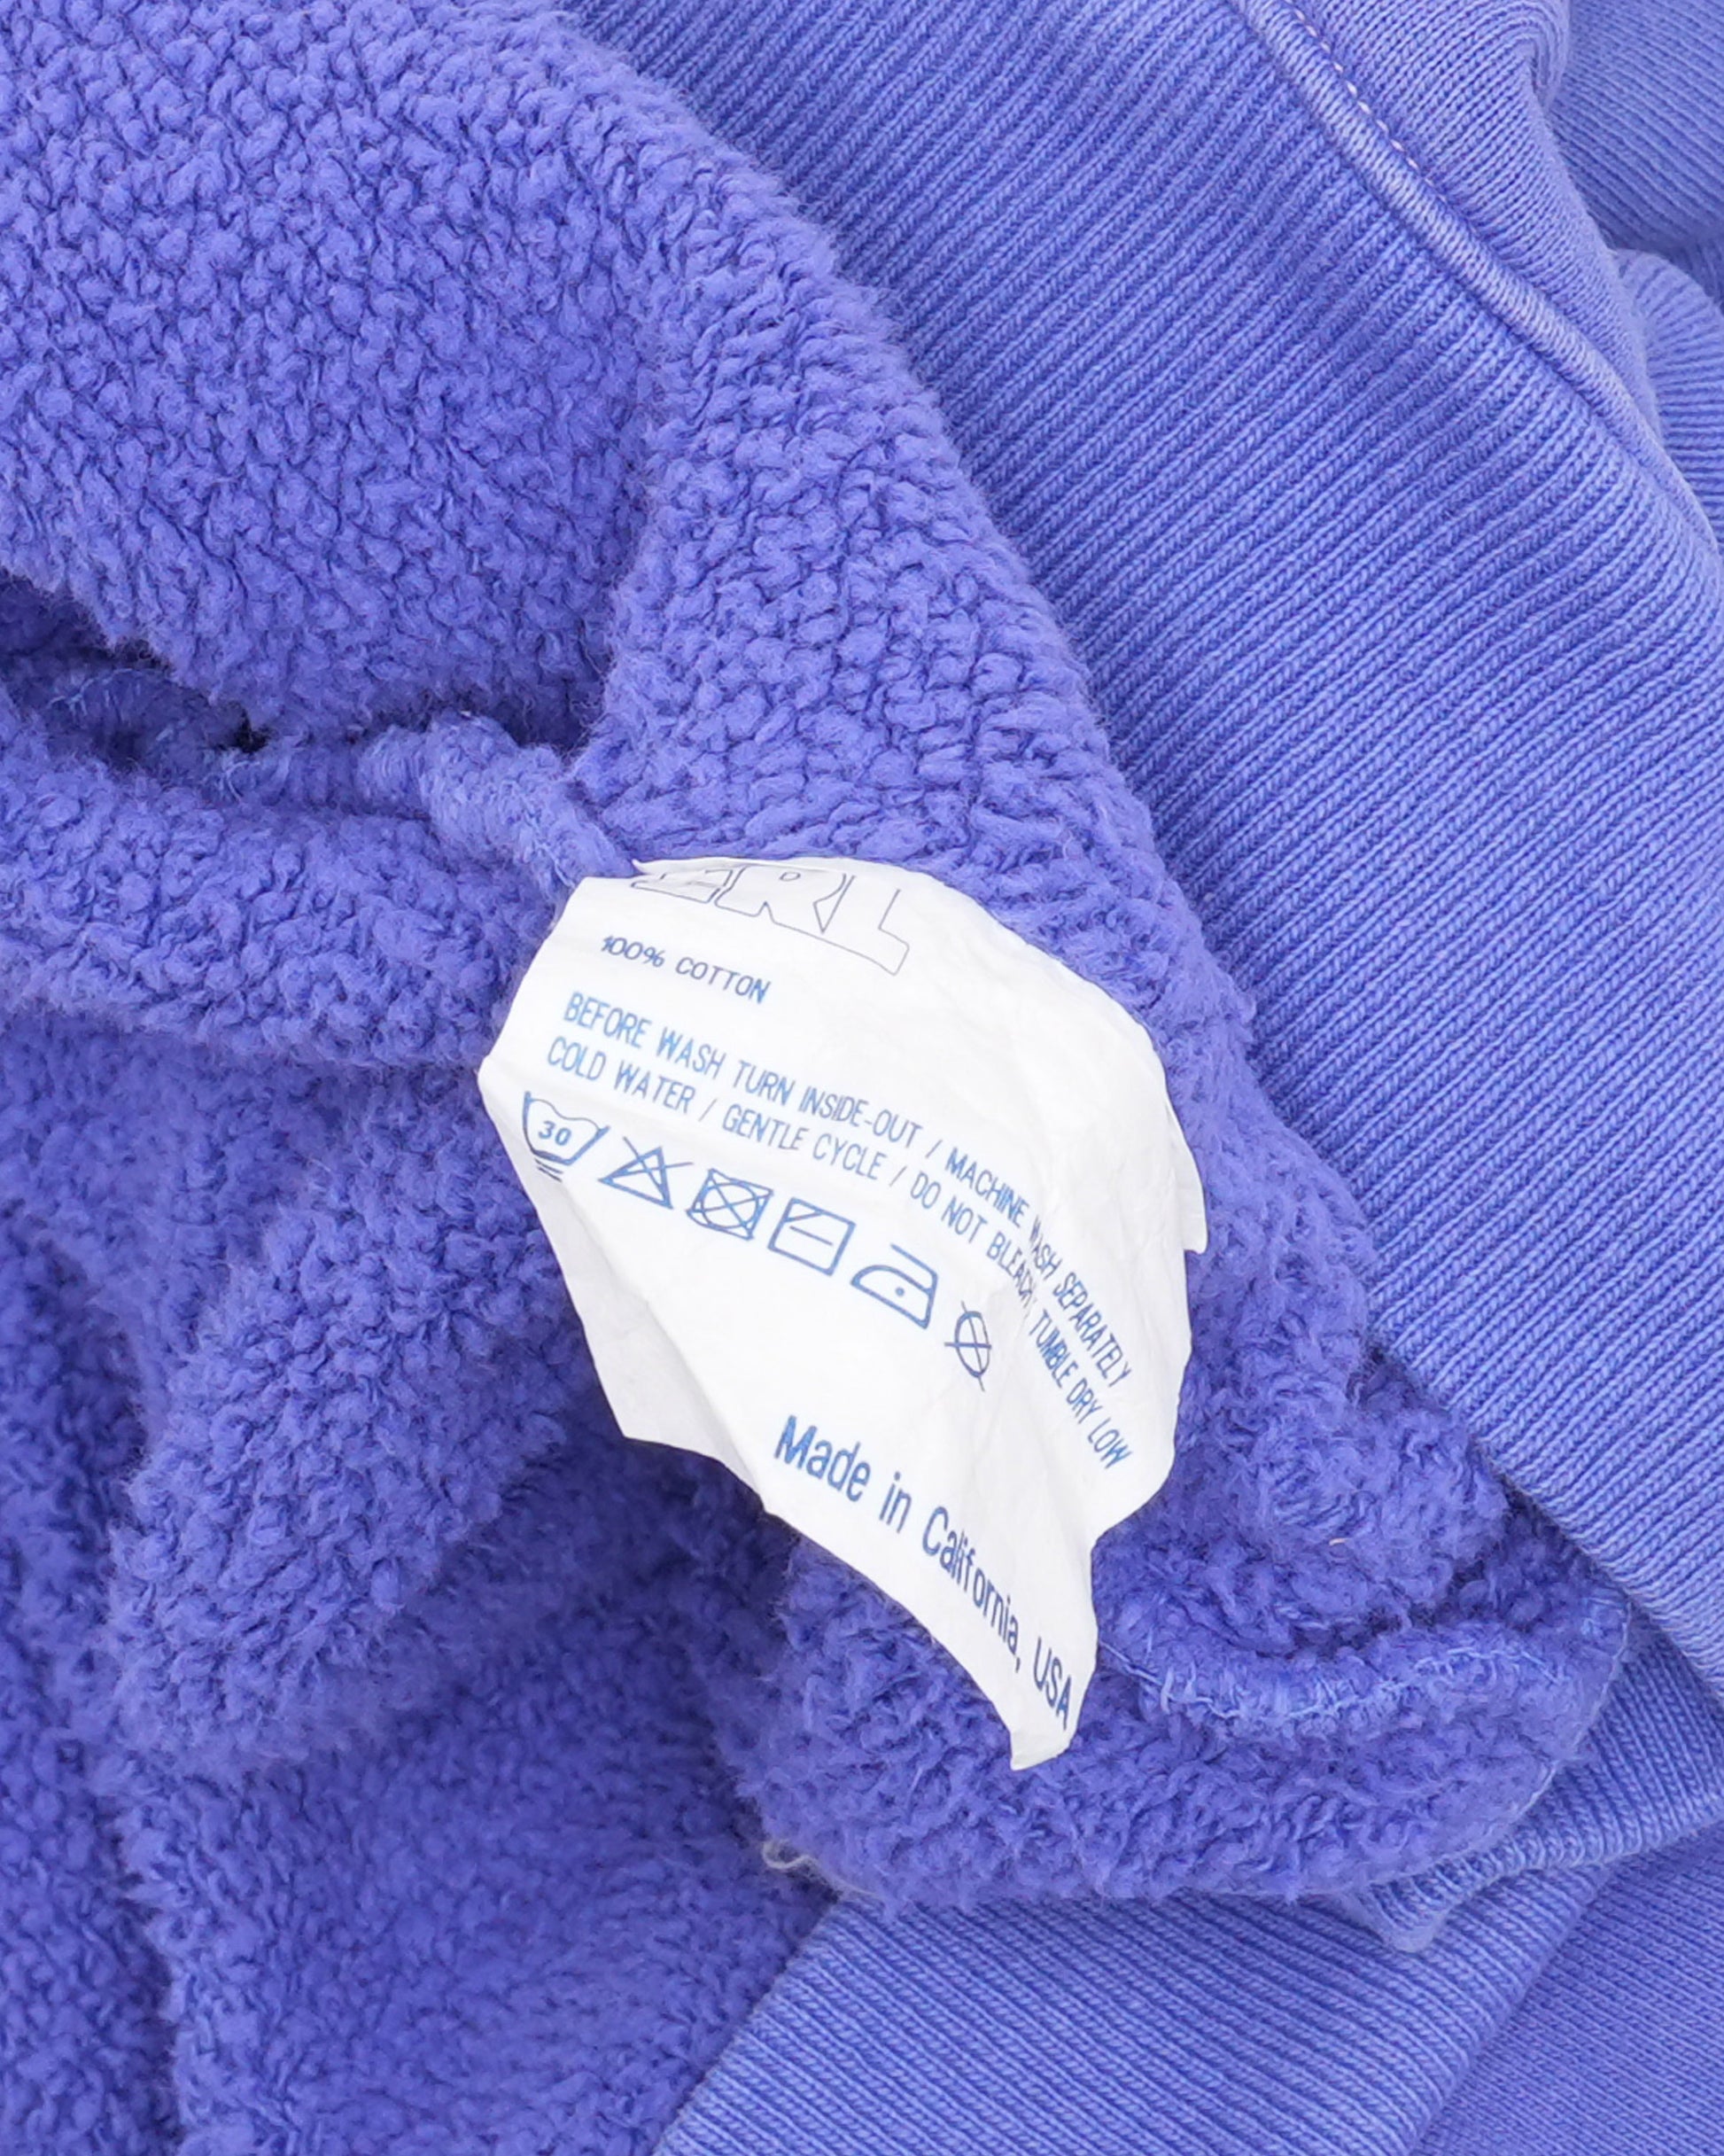 ERL
100% COTTON
BEFORE WASH TURN INSIDE-OUT / MACHINE WASH SEPARATELY
COLD WATER / GENTLE CYCLE / DO NOT BLEACH / TUMBLE DRY LOW
30
Made in California, USA